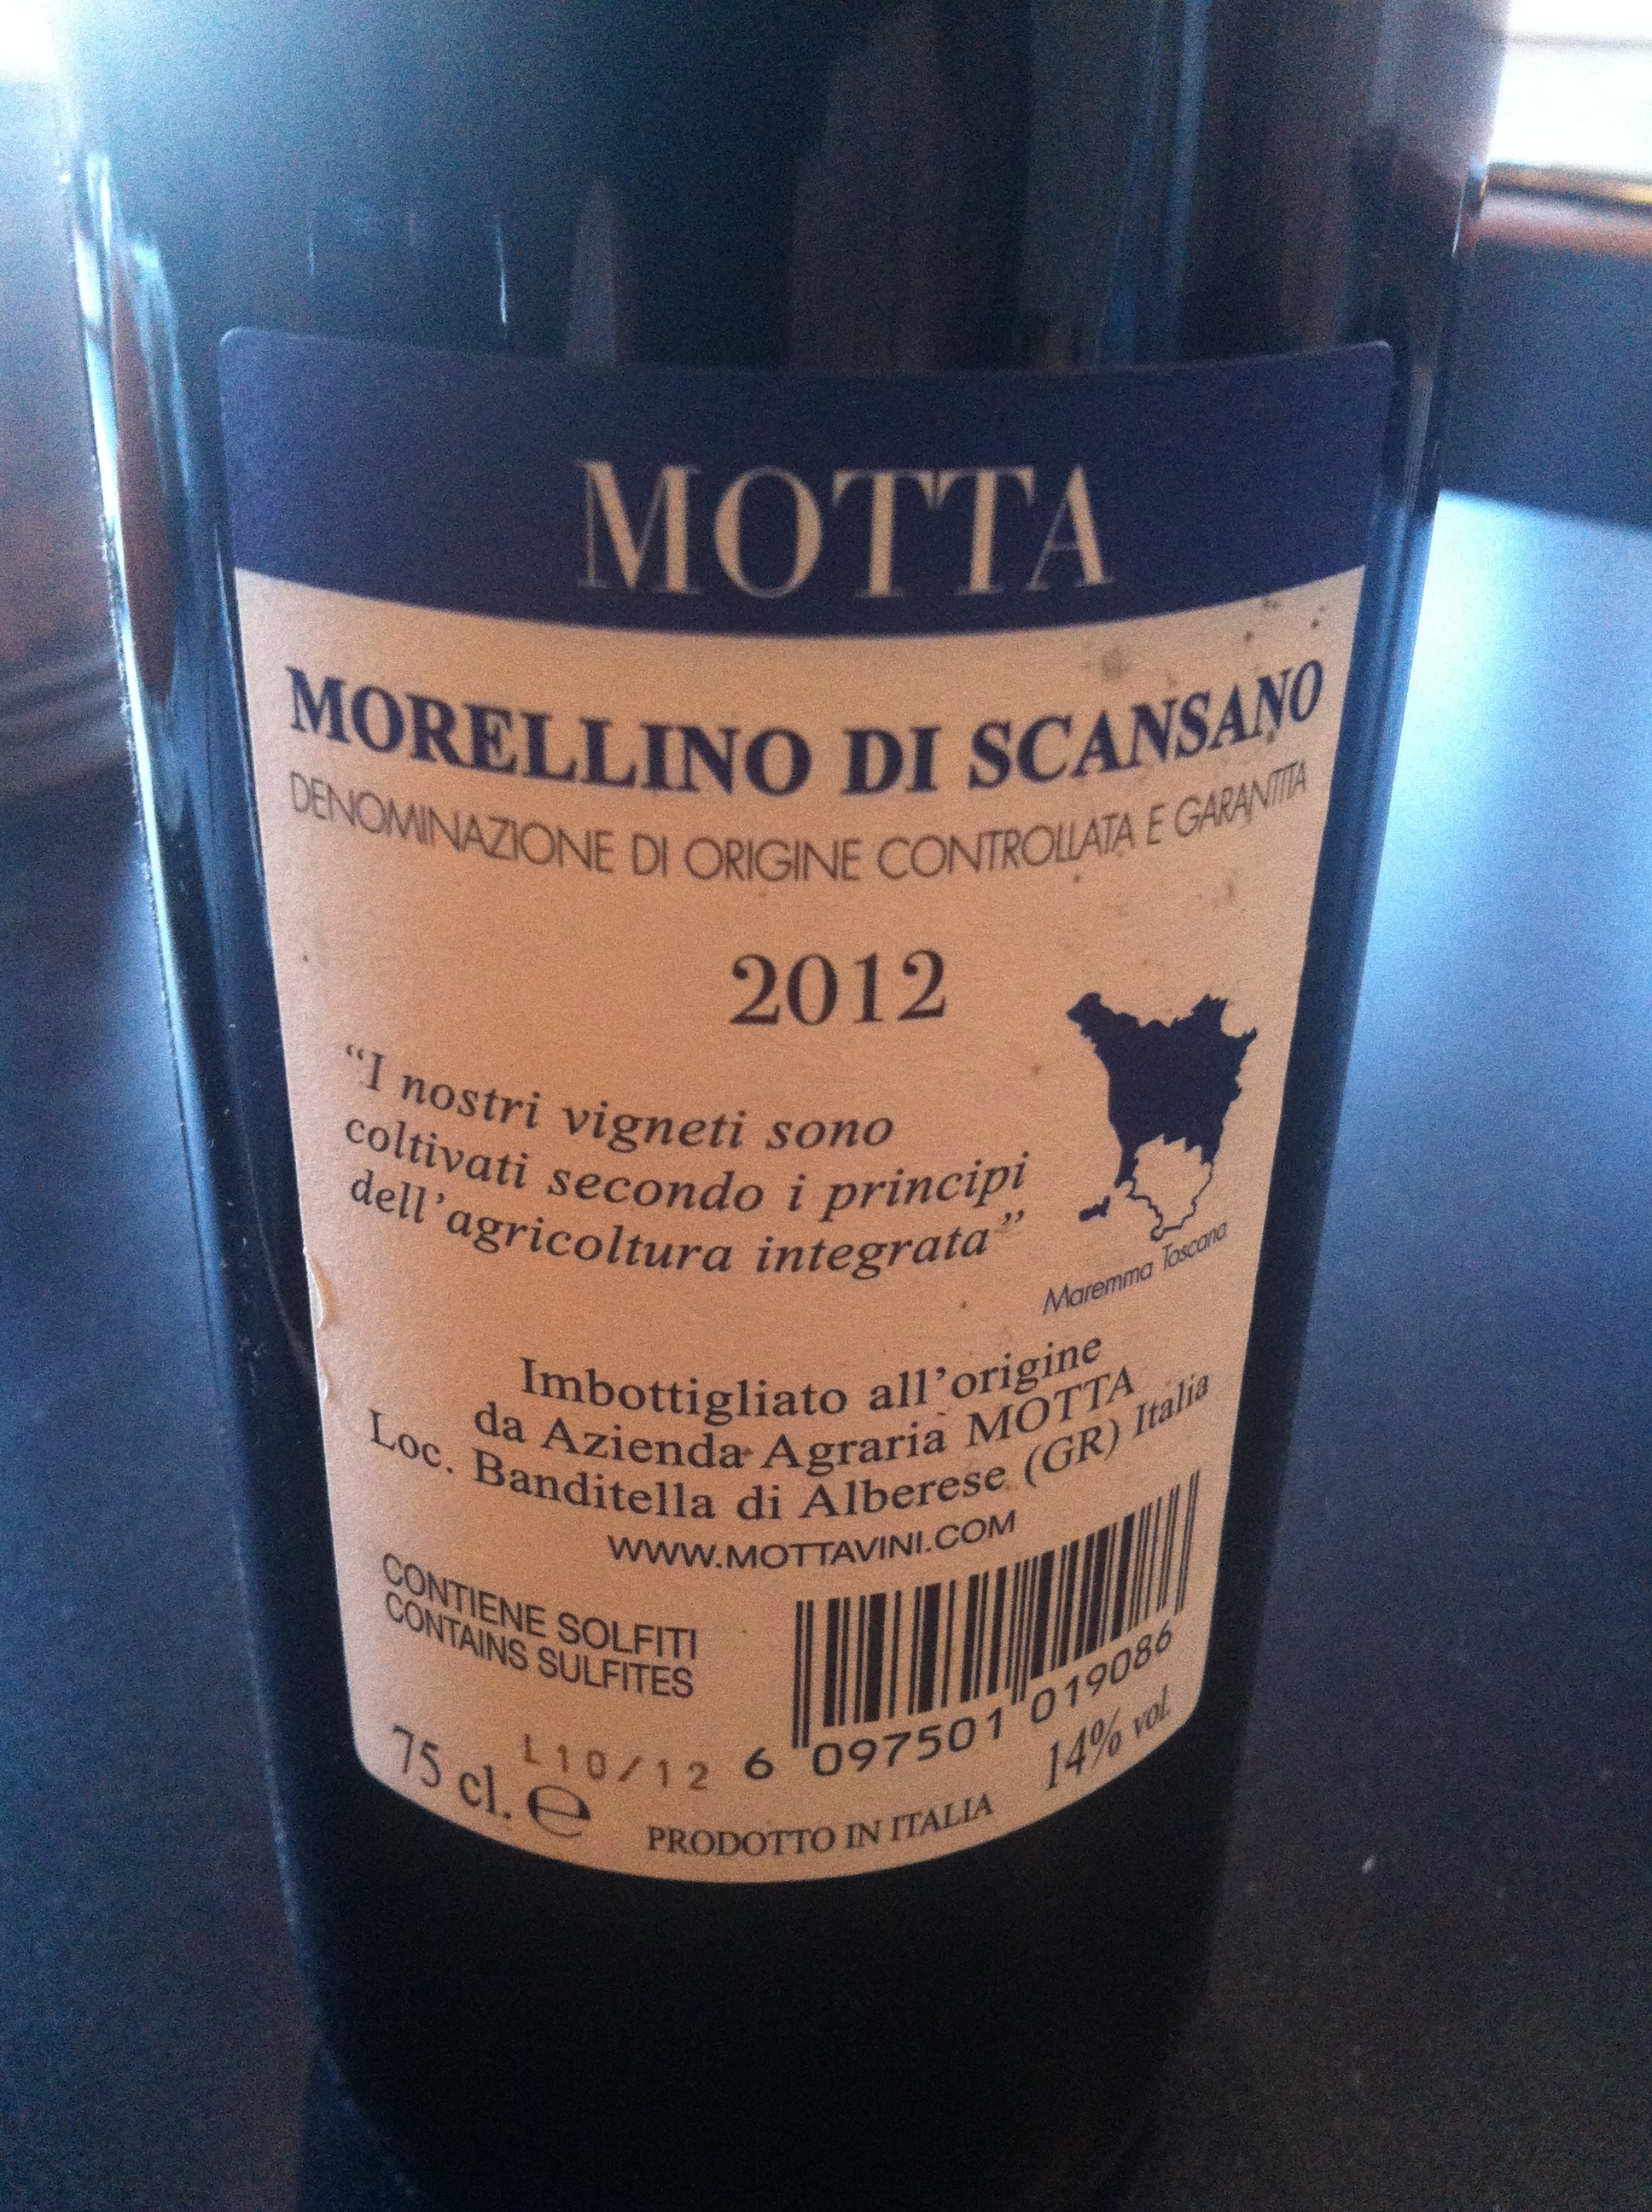 MOTTA
MORELLINO DI SCANSANO
DENOMINAZIONE DI ORIGINE CONTROLLATA E GARANTITA
2012
“I nostri vigneti sono
coltivati secondo i principi
dell’agricoltura integrata”
Maremma Toscana
Imbottigliato all’origine
da Azienda Agraria MOTTA
Loc. Banditella di Alberese (GR) Italia
WWW.MOTTAVINI.COM
CONTIENE SOLFITI
CONTAINS SULFITES
6 097501 019086
L10/12
75 cl. e
PRODOTTO IN ITALIA
14% vol.